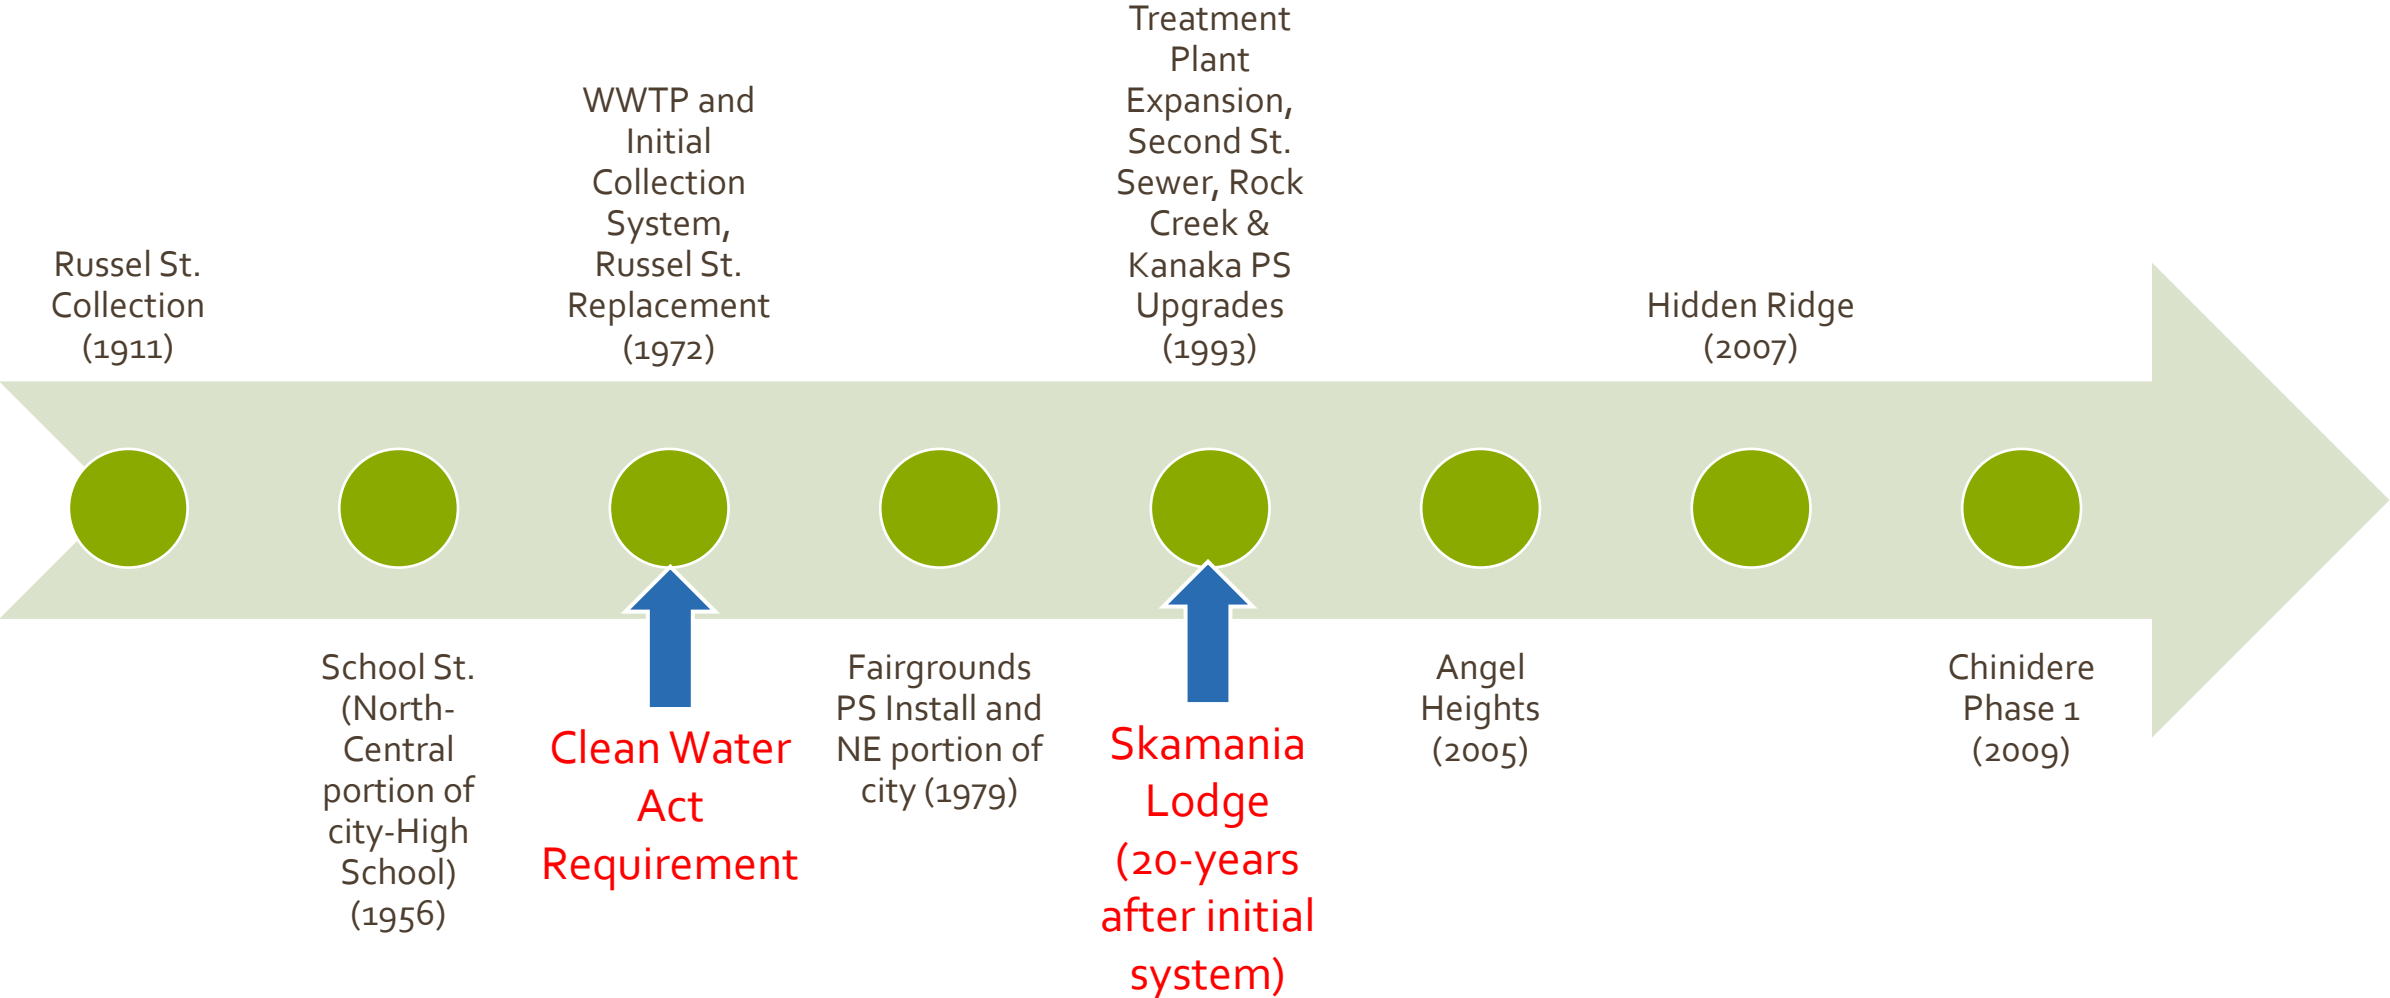 Russel St.
Collection
(1911)
School St.
(North-
Central
portion of
city-High
School)
(1956)
WWTP and
Initial
Collection
System,
Russel St.
Replacement
(1972)
Clean Water
Act
Requirement
Fairgrounds
PS Install and
NE portion of
city (1979)
Treatment
Plant
Expansion,
Second St.
Sewer, Rock
Creek &
Kanaka PS
Upgrades
(1993)
Skamania
Lodge
(20-years
after initial
system)
Angel
Heights
(2005)
Hidden Ridge
(2007)
Chinidere
Phase 1
(2009)